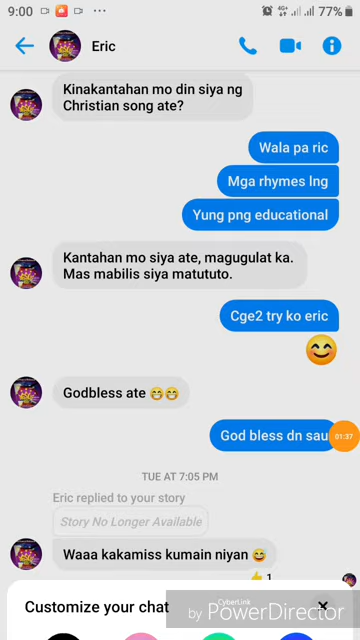 9:00
4G+
77%
Eric
Kinakantahan mo din siya ng
Christian song ate?
Wala pa ric
Mga rhymes lng
Yung png educational
Kantahan mo siya ate, magugulat ka.
Mas mabilis siya matututo.
Cge2 try ko eric
Godbless ate
God bless dn sau
01:37
TUE AT 7:05 PM
Eric replied to your story
Story No Longer Available
Waaa kakamiss kumain niyan
1
Customize your chat
CyberLink
by PowerDirector